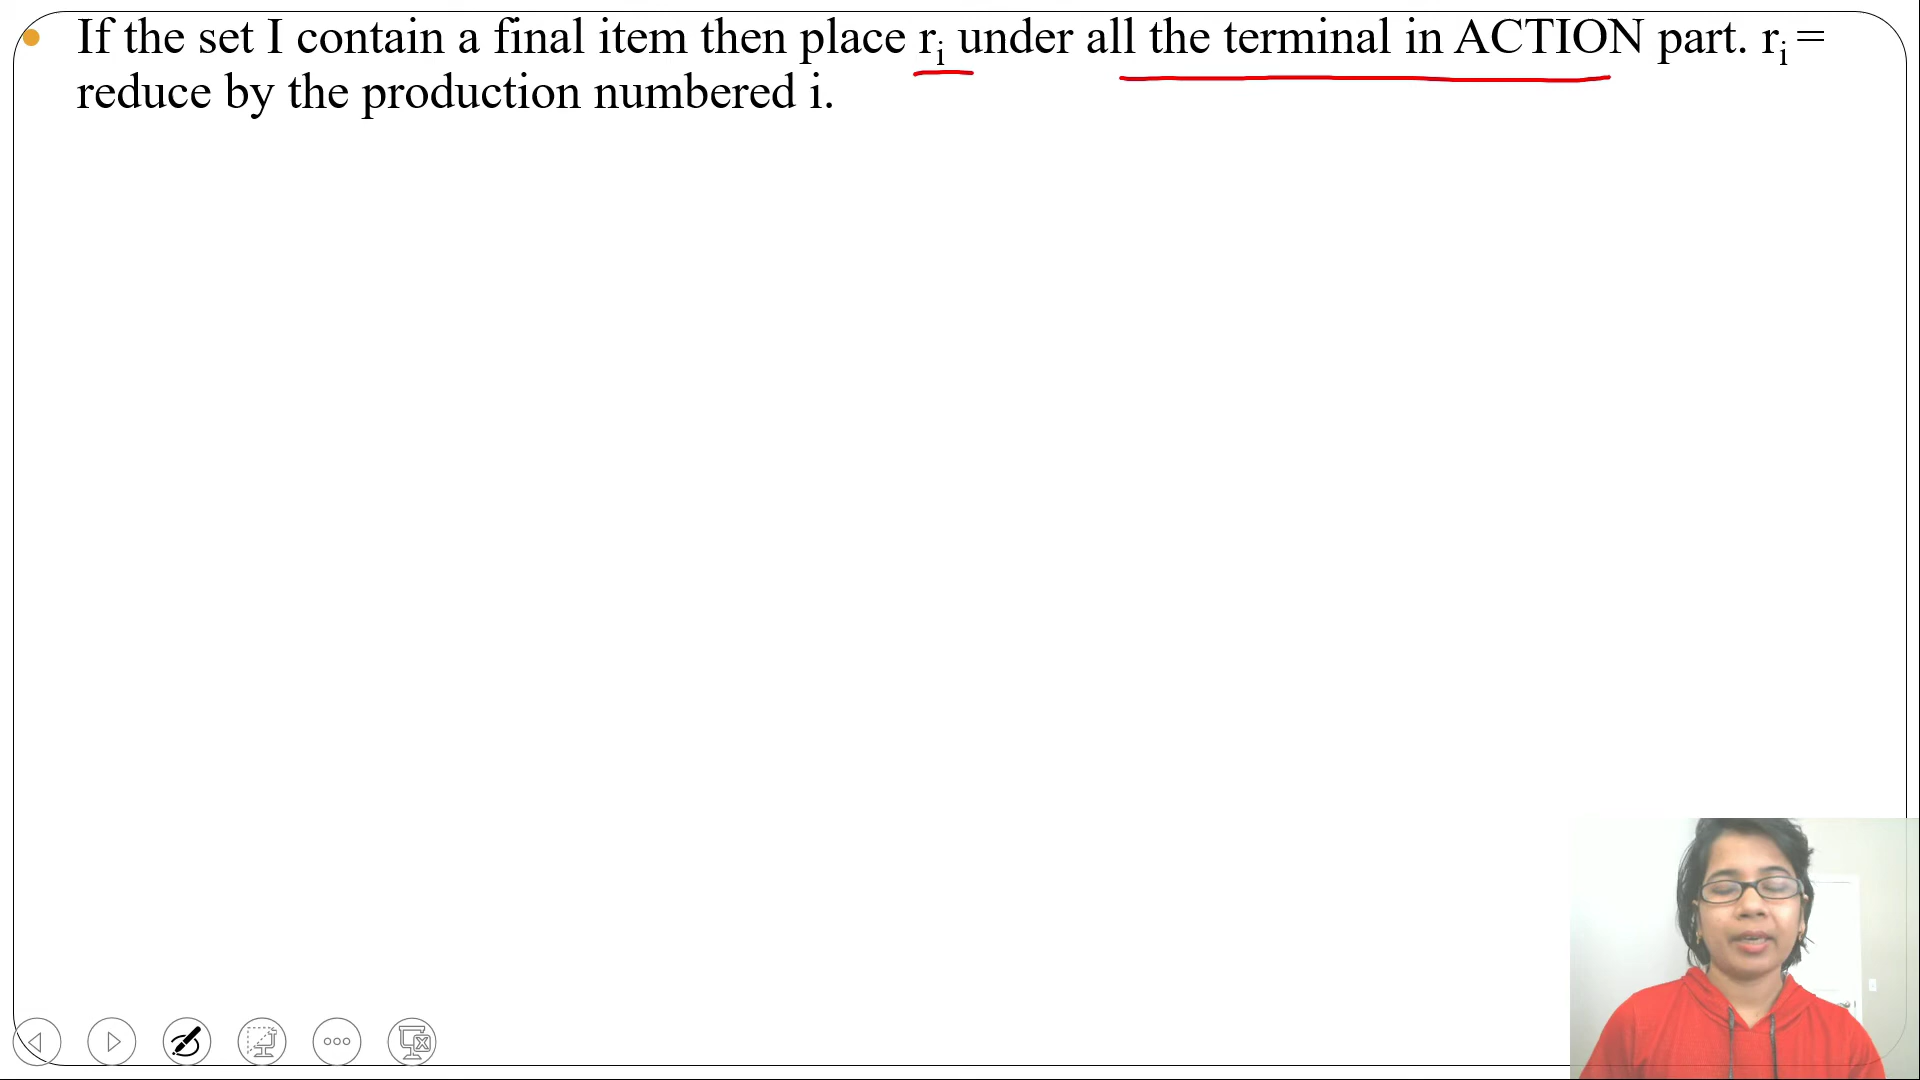 If the set I contain a final item then place rᵢ under all the terminal in ACTION part. rᵢ =
reduce by the production numbered i.